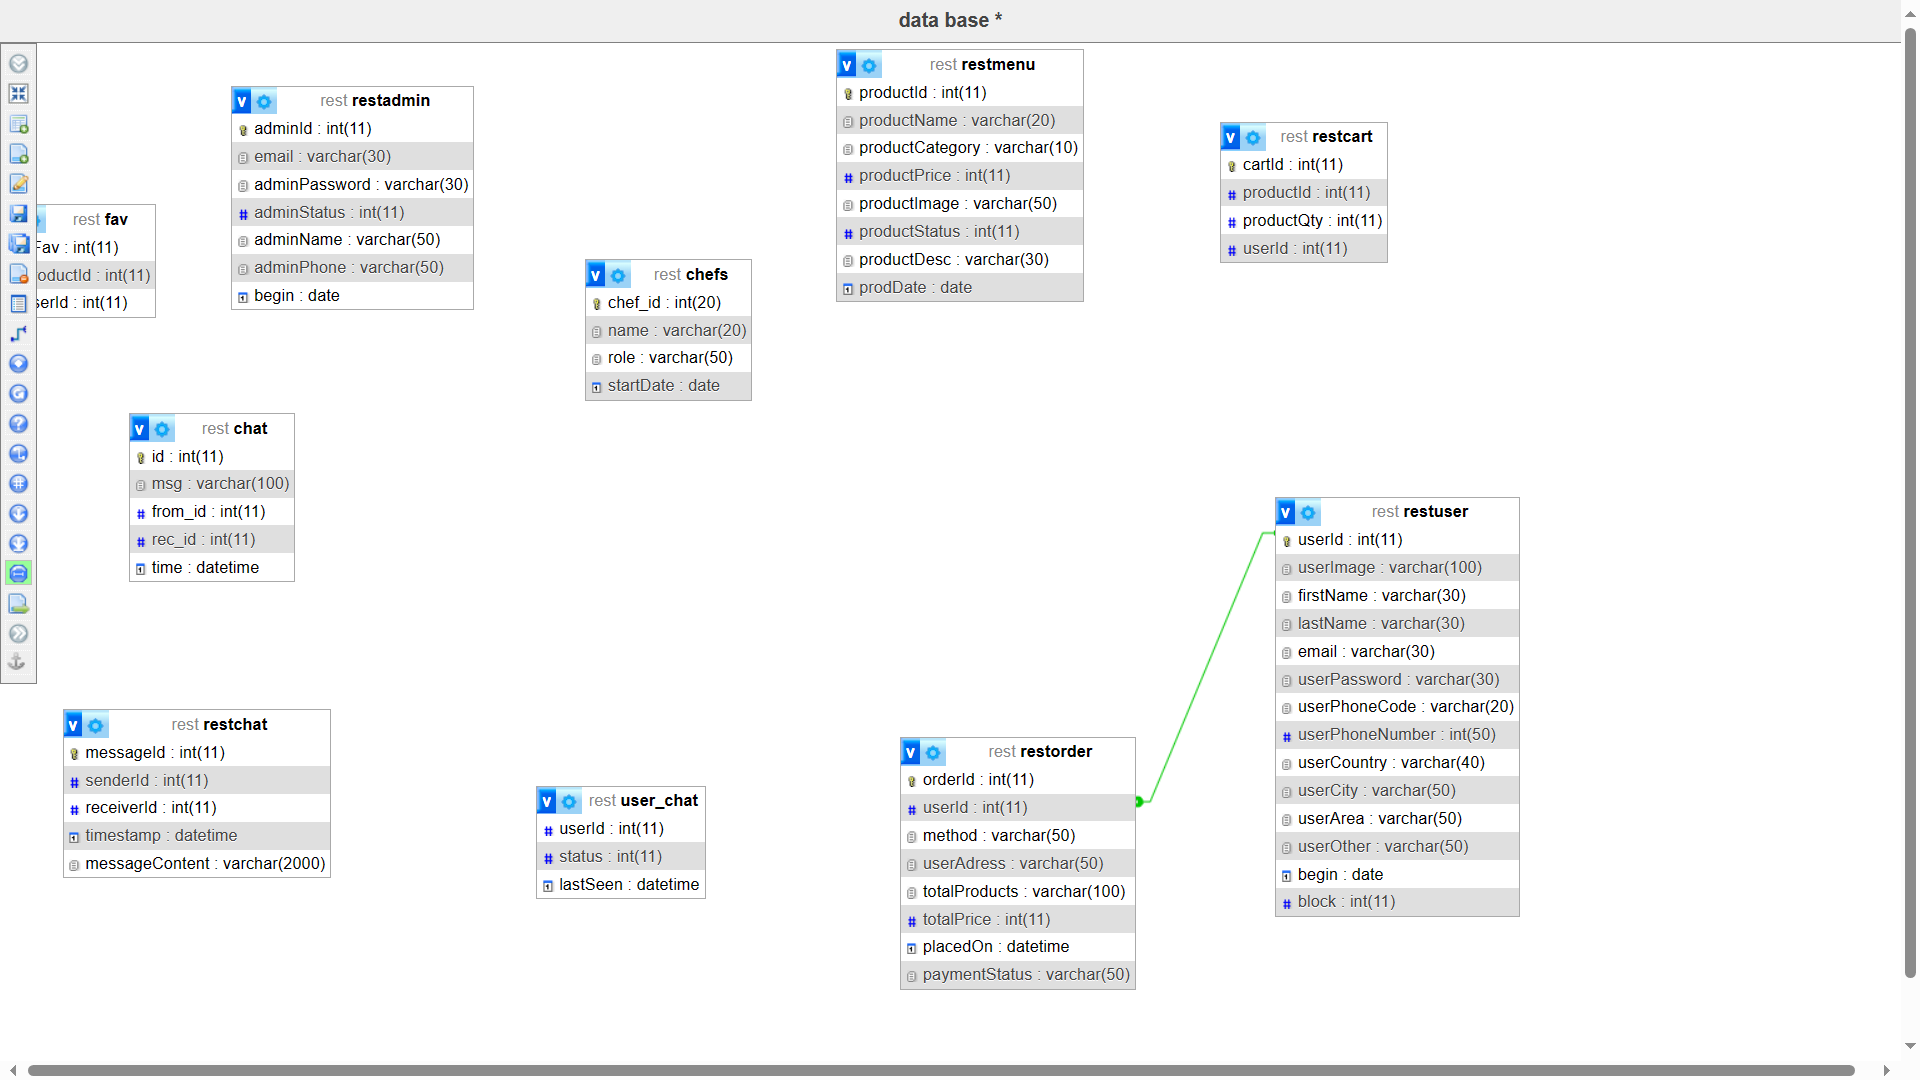 data base *
rest restadmin
adminId : int(11)
email : varchar(30)
adminPassword : varchar(30)
adminStatus : int(11)
adminName : varchar(50)
adminPhone : varchar(50)
begin : date
rest fav
Fav : int(11)
oductId : int(11)
serId : int(11)
rest chefs
chef_id : int(20)
name : varchar(20)
role : varchar(50)
startDate : date
rest restmenu
productId : int(11)
productName : varchar(20)
productCategory : varchar(10)
productPrice : int(11)
productImage : varchar(50)
productStatus : int(11)
productDesc : varchar(30)
prodDate : date
rest restcart
cartId : int(11)
productId : int(11)
productQty : int(11)
userId : int(11)
rest chat
id : int(11)
msg : varchar(100)
from_id : int(11)
rec_id : int(11)
time : datetime
rest restuser
userId : int(11)
userImage : varchar(100)
firstName : varchar(30)
lastName : varchar(30)
email : varchar(30)
userPassword : varchar(30)
userPhoneCode : varchar(20)
userPhoneNumber : int(50)
userCountry : varchar(40)
userCity : varchar(50)
userArea : varchar(50)
userOther : varchar(50)
begin : date
block : int(11)
rest restchat
messageId : int(11)
senderId : int(11)
receiverId : int(11)
timestamp : datetime
messageContent : varchar(2000)
rest user_chat
userId : int(11)
status : int(11)
lastSeen : datetime
rest restorder
orderId : int(11)
userId : int(11)
method : varchar(50)
userAdress : varchar(50)
totalProducts : varchar(100)
totalPrice : int(11)
placedOn : datetime
paymentStatus : varchar(50)